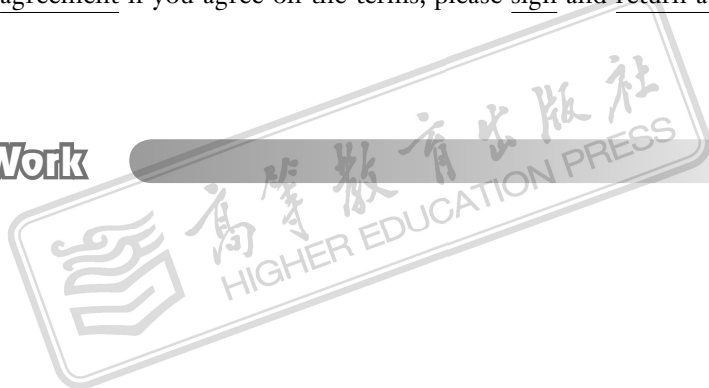 agreement if you agree on the terms, please sign and return a
Work
高等教育出版社
HIGHER EDUCATION PRESS